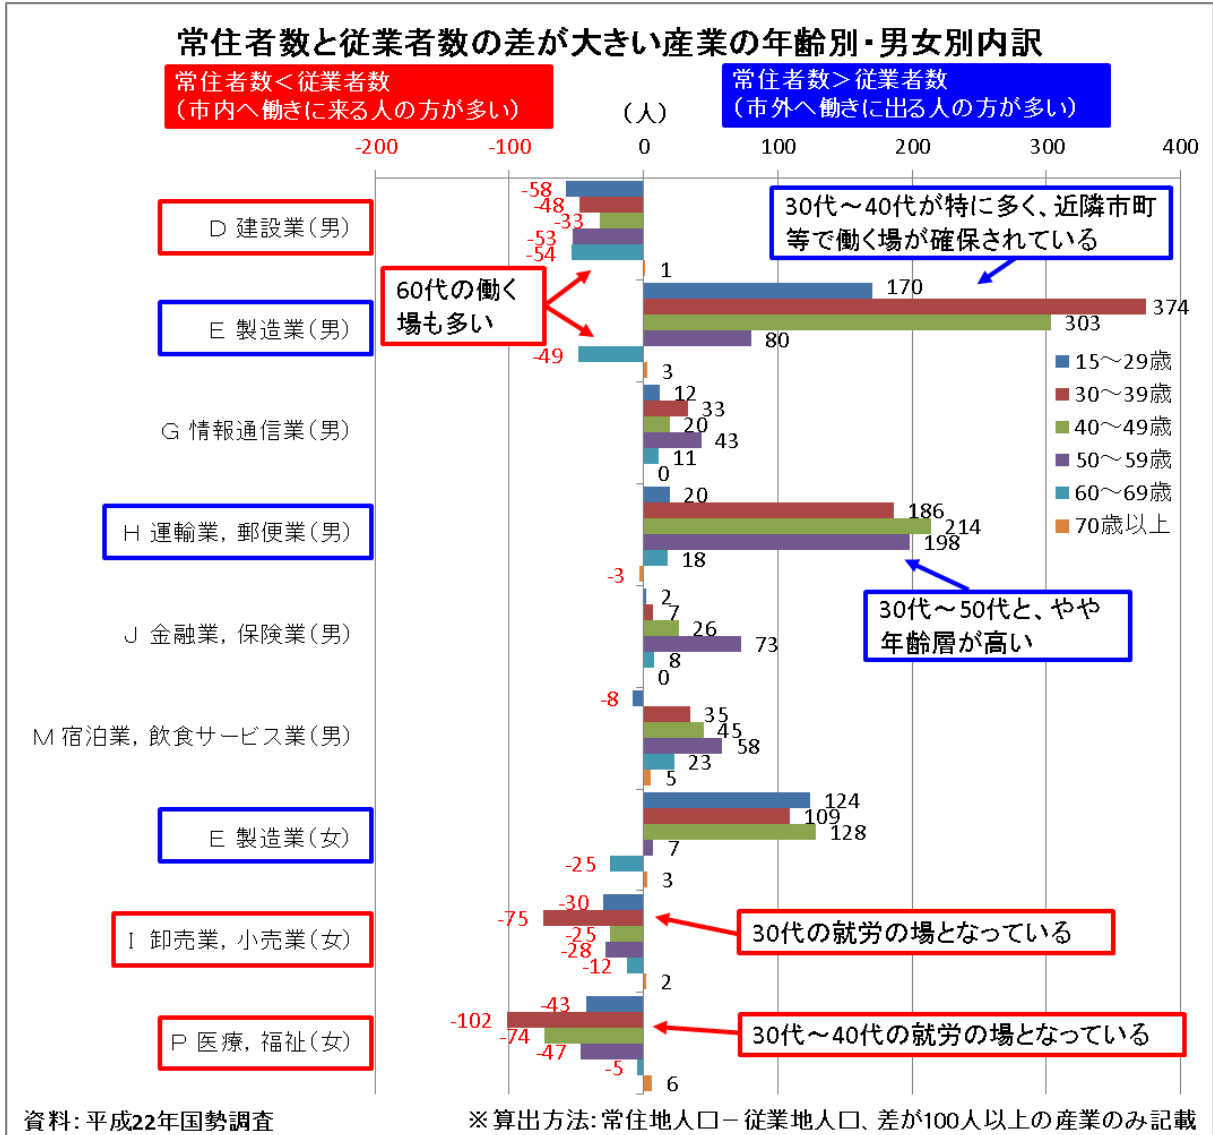 常住者数と従業者数の差が大きい産業の年齢別・男女別内訳
常住者数＜従業者数
（市内へ働きに来る人の方が多い）
（人）
常住者数＞従業者数
（市外へ働きに出る人の方が多い）
-200
-100
0
100
200
300
400
D 建設業（男）
-58
-48
-33
-53
-54
1
30代～40代が特に多く、近隣市町
等で働く場が確保されている
60代の働く
場も多い
E 製造業（男）
170
374
303
80
-49
3
15～29歳
30～39歳
40～49歳
50～59歳
60～69歳
70歳以上
G 情報通信業（男）
12
33
20
43
11
0
H 運輸業，郵便業（男）
20
186
214
198
18
-3
30代～50代と、やや
年齢層が高い
J 金融業，保険業（男）
2
7
26
73
8
0
M 宿泊業，飲食サービス業（男）
-8
35
45
58
23
5
E 製造業（女）
124
109
128
7
-25
3
I 卸売業，小売業（女）
-30
-75
-25
-28
-12
2
30代の就労の場となっている
P 医療，福祉（女）
-43
-102
-74
-47
-5
6
30代～40代の就労の場となっている
資料：平成22年国勢調査
※算出方法：常住地人口－従業地人口、差が100人以上の産業のみ記載